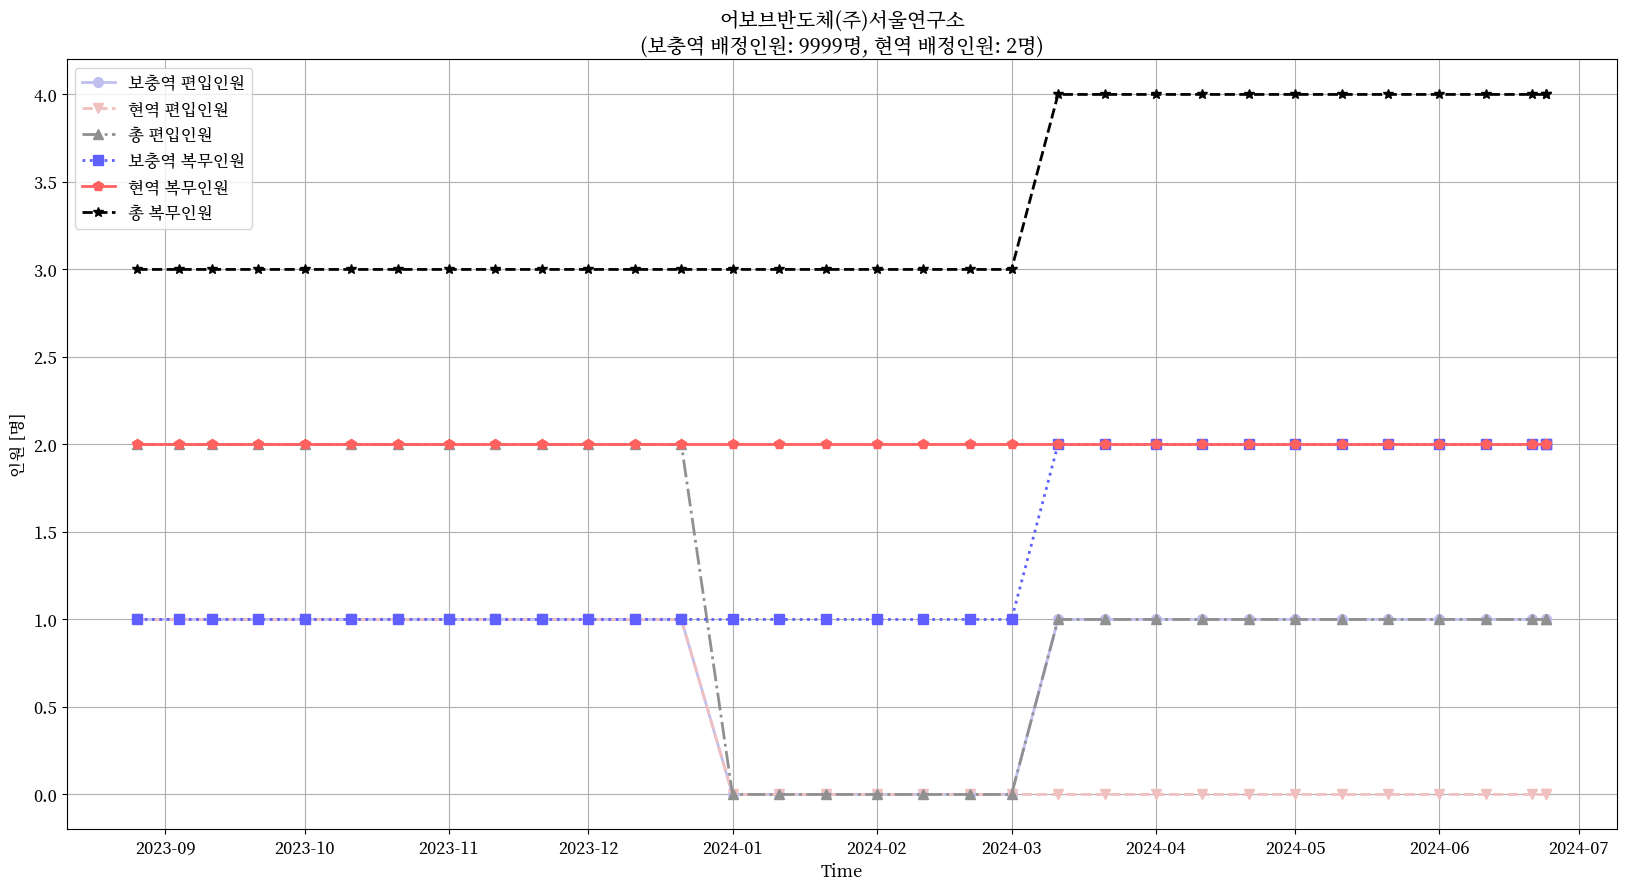 어보브반도체(주)서울연구소
(보충역 배정인원: 9999명, 현역 배정인원: 2명)
보충역 편입인원
현역 편입인원
총 편입인원
보충역 복무인원
현역 복무인원
총 복무인원
인원 [명]
4.0
3.5
3.0
2.5
2.0
1.5
1.0
0.5
0.0
2023-09
2023-10
2023-11
2023-12
2024-01
2024-02
2024-03
2024-04
2024-05
2024-06
2024-07
Time